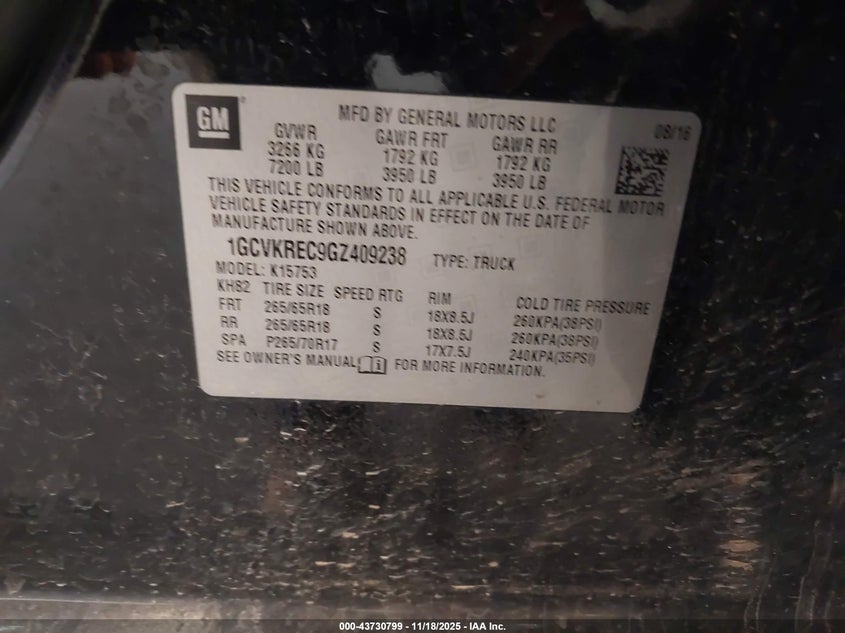 GM
MFD BY GENERAL MOTORS LLC
08/16
GVWR GAWR FRT GAWR RR
3266 KG 1792 KG 1792 KG
7200 LB 3950 LB 3950 LB
THIS VEHICLE CONFORMS TO ALL APPLICABLE U.S. FEDERAL MOTOR
VEHICLE SAFETY STANDARDS IN EFFECT ON THE DATE OF
MANUFACTURE SHOWN ABOVE.
1GCVKREC9GZ409238 TYPE: TRUCK
MODEL: K15753
KH82 TIRE SIZE SPEED RTG RIM COLD TIRE PRESSURE
FRT 265/65R18 S 18X8.5J 260KPA(38PSI)
RR 265/65R18 S 18X8.5J 260KPA(38PSI)
SPA P265/70R17 S 17X7.5J 240KPA(35PSI)
SEE OWNER'S MANUAL FOR MORE INFORMATION.
000-43730799 - 11/18/2025 - IAA Inc.